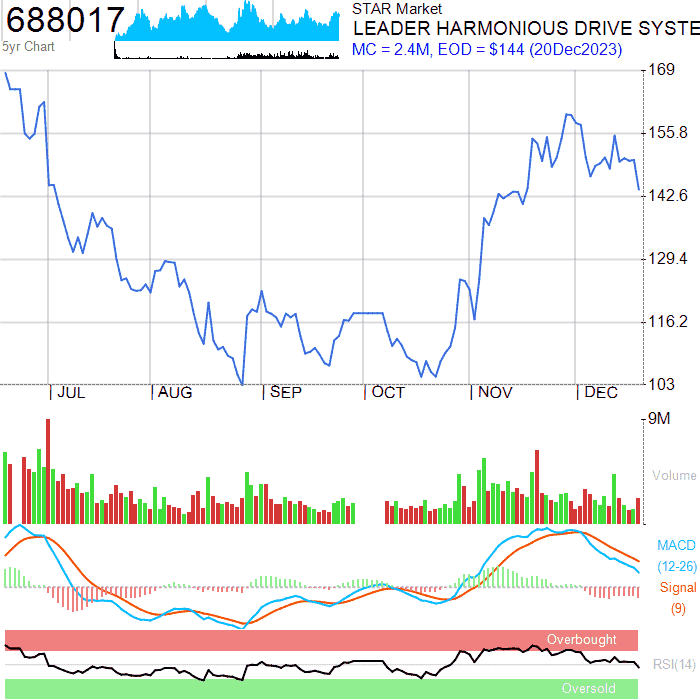 688017
5yr Chart
STAR Market
LEADER HARMONIOUS DRIVE SYSTE
MC = 2.4M, EOD = $144 (20Dec2023)
169
155.8
142.6
129.4
116.2
103
JUL AUG SEP OCT NOV DEC
9M
Volume
MACD
(12-26)
Signal
(9)
Overbought
RSI(14)
Oversold